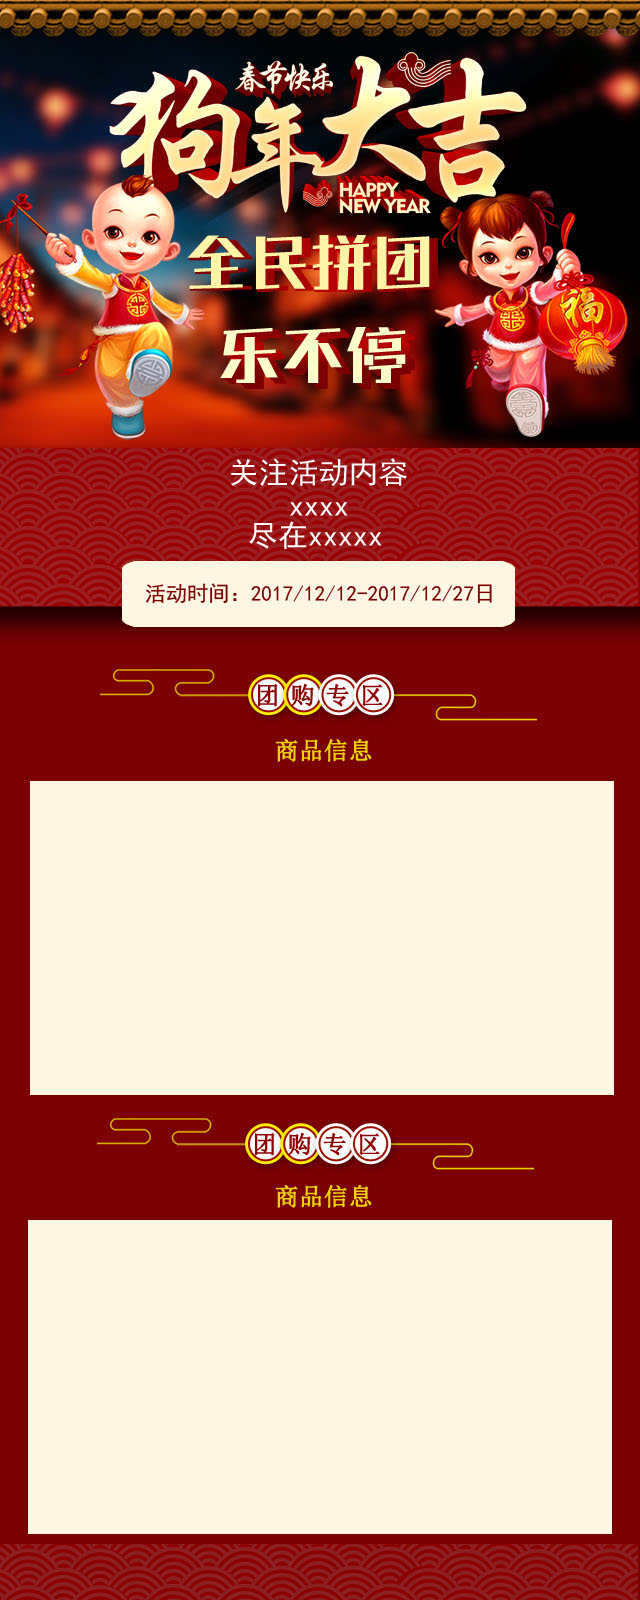 春节快乐
狗年大吉
HAPPY
NEW YEAR
全民拼团
乐不停
福
关注活动内容
xxxx
尽在xxxxx
活动时间：2017/12/12-2017/12/27日
团购专区
商品信息
团购专区
商品信息